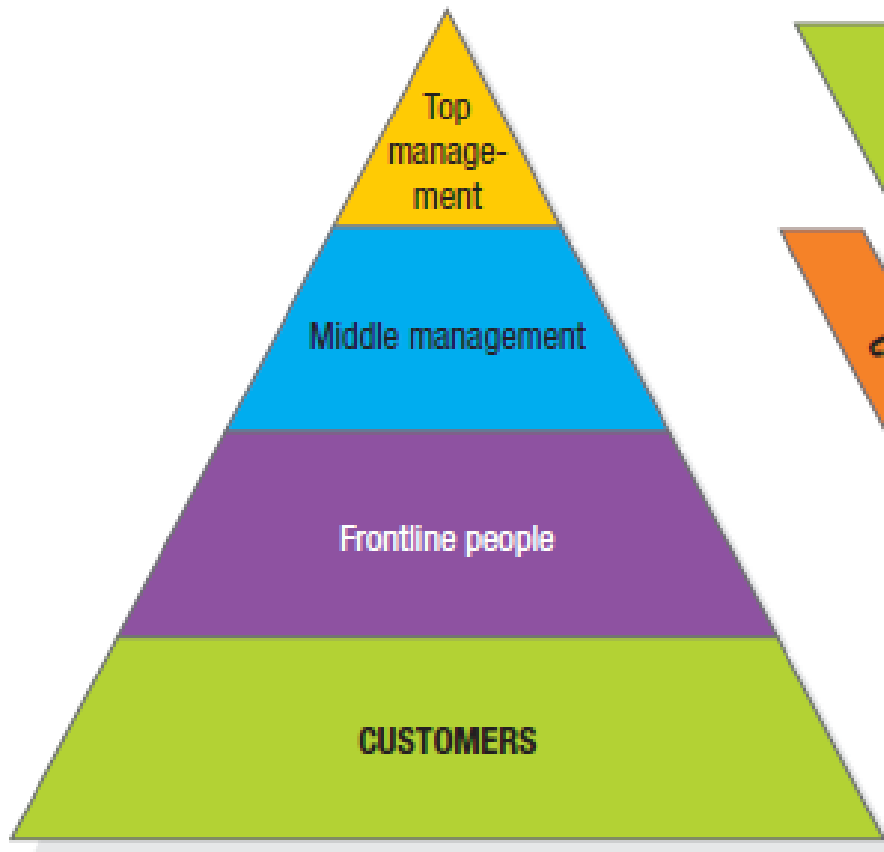 Top
manage-
ment
Middle management
Frontline people
CUSTOMERS